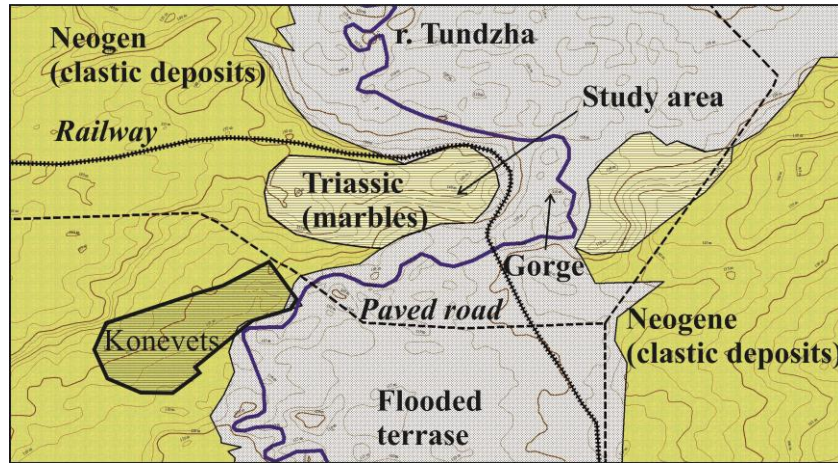 Neogen
(clastic deposits)
r. Tundzha
Study area
Railway
Triassic
(marbles)
Gorge
Paved road
Konevets
Neogene
(clastic deposits)
Flooded
terrase